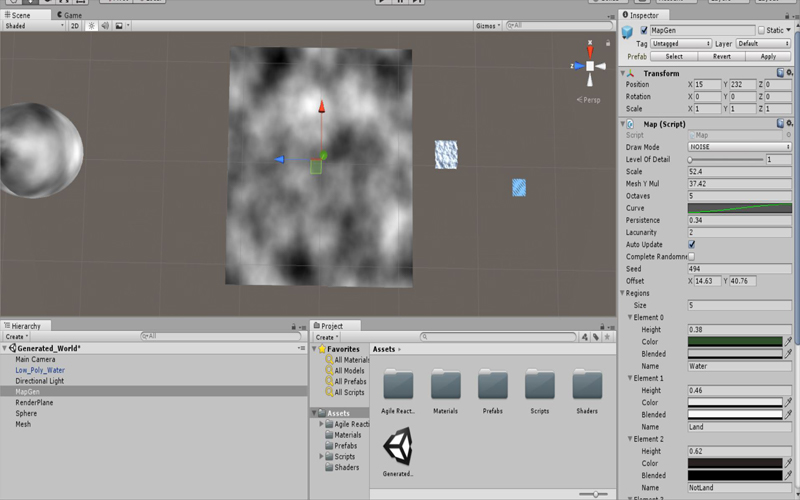 Scene Game
Shaded 2D Gizmos All
x
z
Persp
Hierarchy
Create All
Generated_World*
Main Camera
Low_Poly_Water
Directional Light
MapGen
RenderPlane
Sphere
Mesh
Project
Create
Favorites
All Materials
All Models
All Prefabs
All Scripts
Assets
Agile Reacti
Materials
Prefabs
Scripts
Shaders
Assets
Agile React...
Materials
Prefabs
Scripts
Shaders
Generated...
Inspector
MapGen Static
Tag Untagged Layer Default
Prefab Select Revert Apply
Transform
Position X 15 Y 232 Z 0
Rotation X 0 Y 0 Z 0
Scale X 1 Y 1 Z 1
Map (Script)
Script Map
Draw Mode NOISE
Level Of Detail 1
Scale 52.4
Mesh Y Mul 37.42
Octaves 5
Curve
Persistence 0.34
Lacunarity 2
Auto Update
Complete Randomne
Seed 494
Offset X 14.63 Y 40.76
Regions
Size 5
Element 0
Height 0.38
Color
Blended
Name Water
Element 1
Height 0.46
Color
Blended
Name Land
Element 2
Height 0.62
Color
Blended
Name NotLand